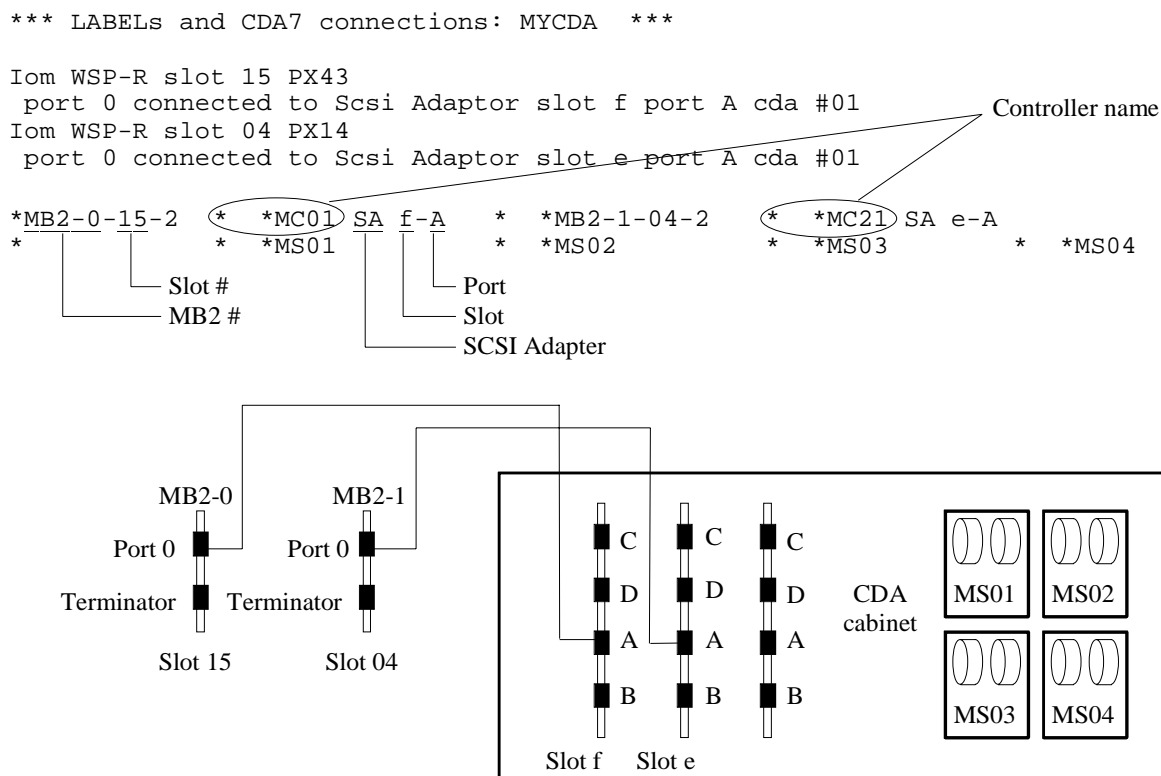 *** LABELs and CDA7 connections: MYCDA ***
Iom WSP-R slot 15 PX43
port 0 connected to Scsi Adaptor slot f port A cda #01
Controller name
Iom WSP-R slot 04 PX14
port 0 connected to Scsi Adaptor slot e port A cda #01
*MB2-0-15-2 * *MC01 SA f-A * *MB2-1-04-2 * *MC21 SA e-A
* * *MS01 * *MS02 * *MS03 * *MS04
Slot # Port
MB2 # Slot
SCSI Adapter
MB2-0 MB2-1
Port 0 Port 0
Terminator Terminator
Slot 15 Slot 04
C C C
D D D
A A A
B B B
Slot f Slot e
CDA
cabinet
MS01 MS02
MS03 MS04